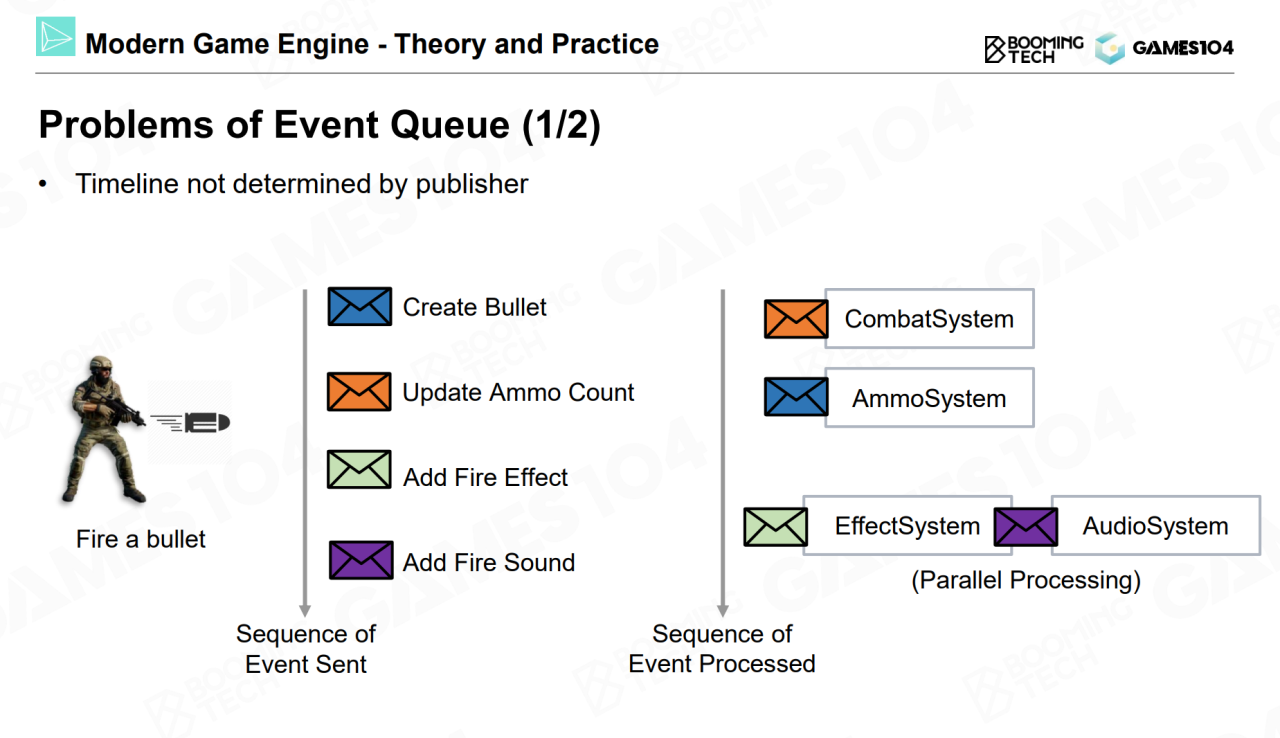 Modern Game Engine - Theory and Practice
BOOMING
TECH
GAMES104
Problems of Event Queue (1/2)
• Timeline not determined by publisher
Create Bullet
Update Ammo Count
Add Fire Effect
Add Fire Sound
Fire a bullet
Sequence of
Event Sent
CombatSystem
AmmoSystem
EffectSystem
AudioSystem
(Parallel Processing)
Sequence of
Event Processed